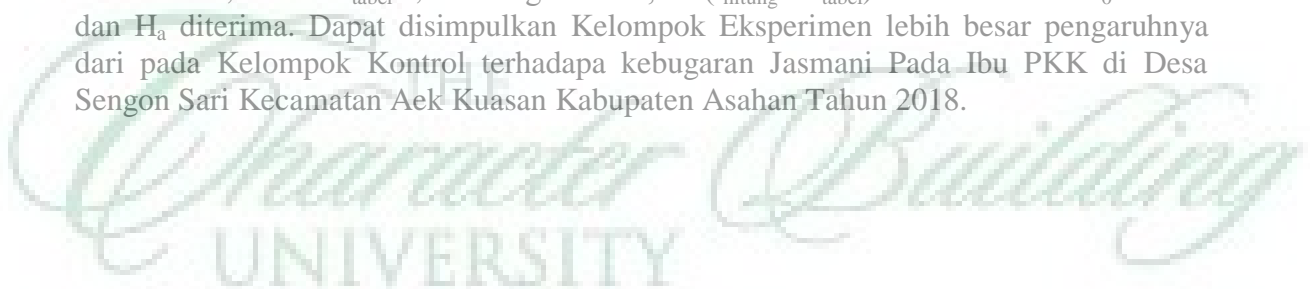 dan Hₐ diterima. Dapat disimpulkan Kelompok Eksperimen lebih besar pengaruhnya
dari pada Kelompok Kontrol terhadapa kebugaran Jasmani Pada Ibu PKK di Desa
Sengon Sari Kecamatan Aek Kuasan Kabupaten Asahan Tahun 2018.
THE
Character Building
UNIVERSITY